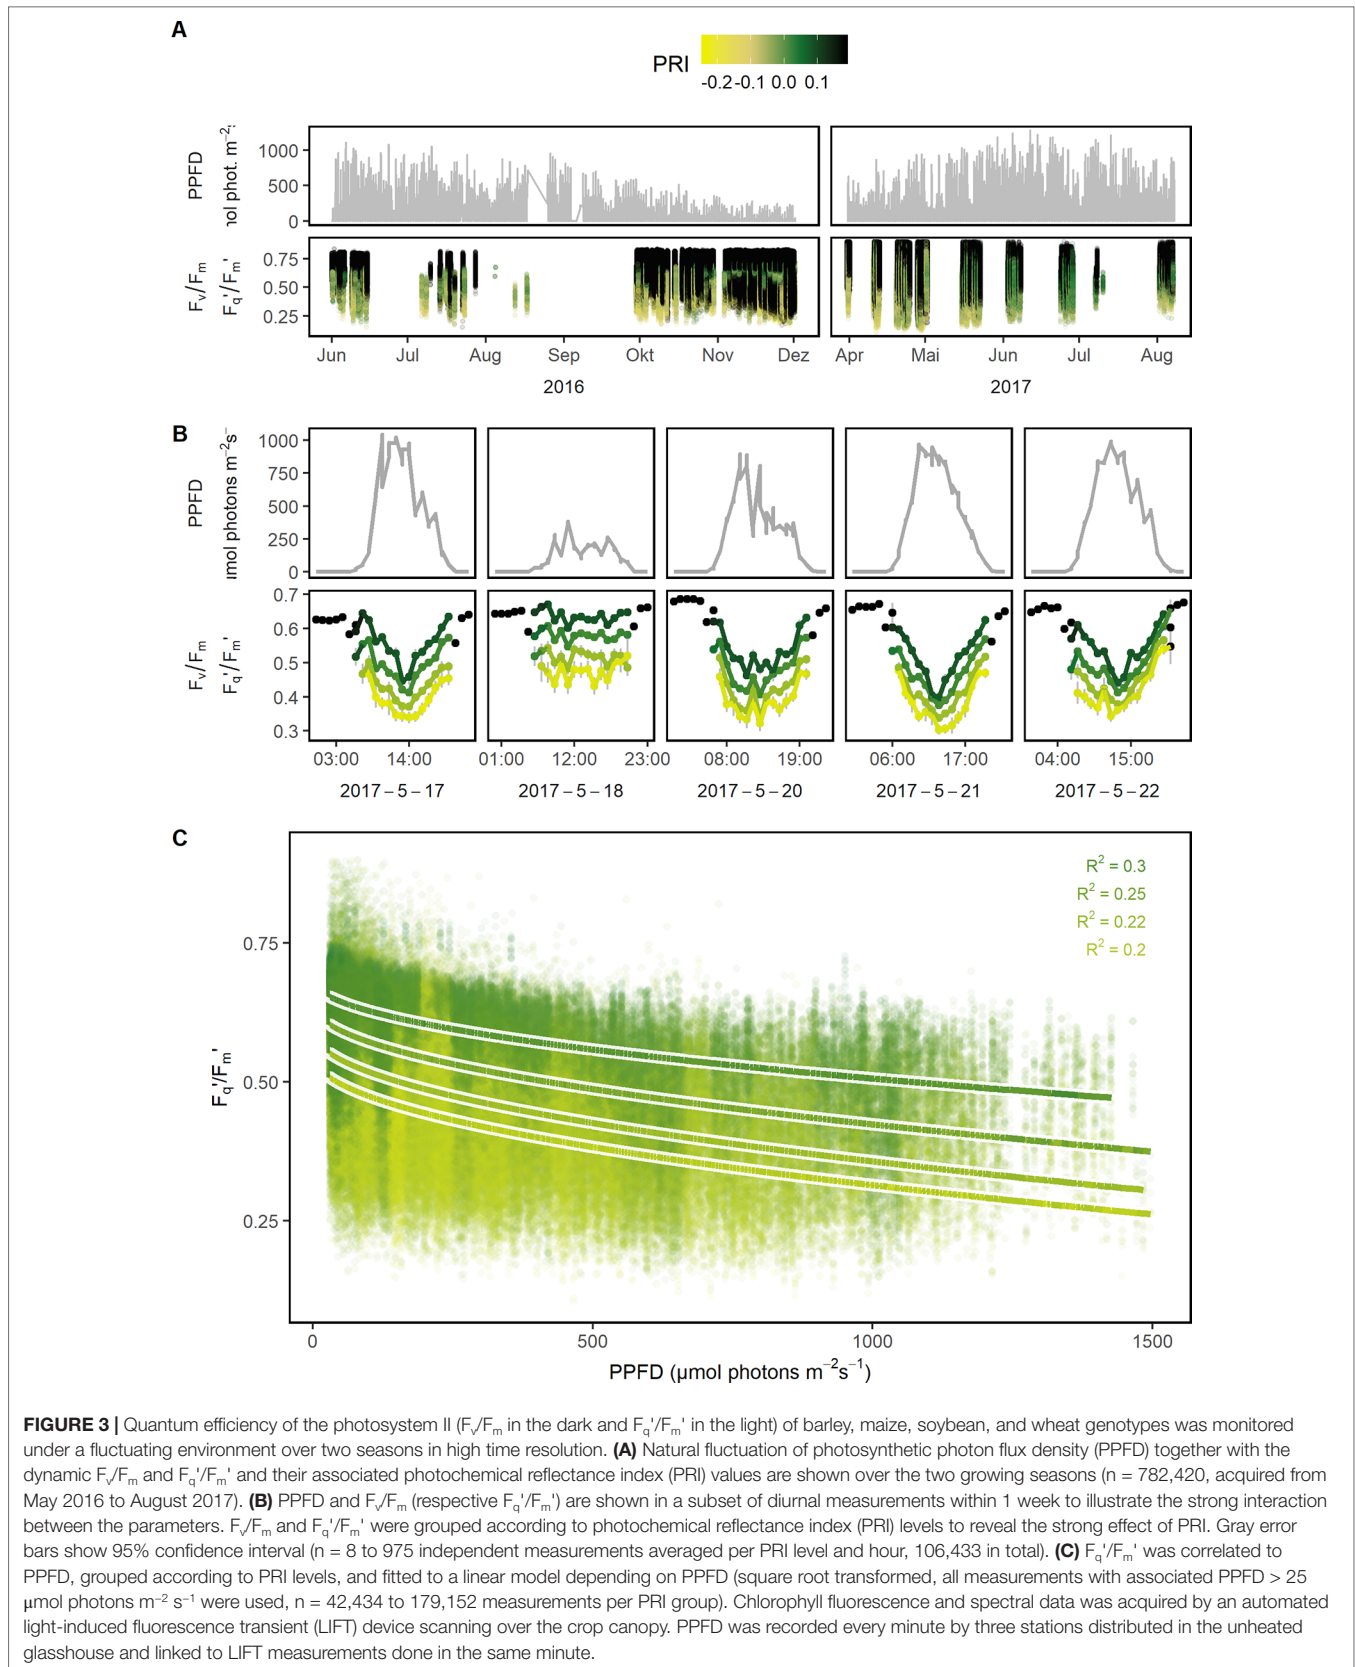 A
PRI
-0.2 -0.1 0.0 0.1
PPFD
nol phot. m⁻²
1000
500
0
Fv/Fm
Fq'/Fm'
0.75
0.50
0.25
Jun Jul Aug Sep Okt Nov Dez Apr Mai Jun Jul Aug
2016 2017
B
PPFD
ımol photons m⁻²s⁻
1000
750
500
250
0
Fv/Fm
Fq'/Fm'
0.7
0.6
0.5
0.4
0.3
03:00 14:00 01:00 12:00 23:00 08:00 19:00 06:00 17:00 04:00 15:00
2017 – 5 – 17 2017 – 5 – 18 2017 – 5 – 20 2017 – 5 – 21 2017 – 5 – 22
C
R² = 0.3
R² = 0.25
R² = 0.22
R² = 0.2
Fq'/Fm'
0.75
0.50
0.25
0 500 1000 1500
PPFD (µmol photons m⁻²s⁻¹)
FIGURE 3 | Quantum efficiency of the photosystem II (Fv/Fm in the dark and Fq'/Fm' in the light) of barley, maize, soybean, and wheat genotypes was monitored
under a fluctuating environment over two seasons in high time resolution. (A) Natural fluctuation of photosynthetic photon flux density (PPFD) together with the
dynamic Fv/Fm and Fq'/Fm' and their associated photochemical reflectance index (PRI) values are shown over the two growing seasons (n = 782,420, acquired from
May 2016 to August 2017). (B) PPFD and Fv/Fm (respective Fq'/Fm') are shown in a subset of diurnal measurements within 1 week to illustrate the strong interaction
between the parameters. Fv/Fm and Fq'/Fm' were grouped according to photochemical reflectance index (PRI) levels to reveal the strong effect of PRI. Gray error
bars show 95% confidence interval (n = 8 to 975 independent measurements averaged per PRI level and hour, 106,433 in total). (C) Fq'/Fm' was correlated to
PPFD, grouped according to PRI levels, and fitted to a linear model depending on PPFD (square root transformed, all measurements with associated PPFD > 25
µmol photons m⁻² s⁻¹ were used, n = 42,434 to 179,152 measurements per PRI group). Chlorophyll fluorescence and spectral data was acquired by an automated
light-induced fluorescence transient (LIFT) device scanning over the crop canopy. PPFD was recorded every minute by three stations distributed in the unheated
glasshouse and linked to LIFT measurements done in the same minute.